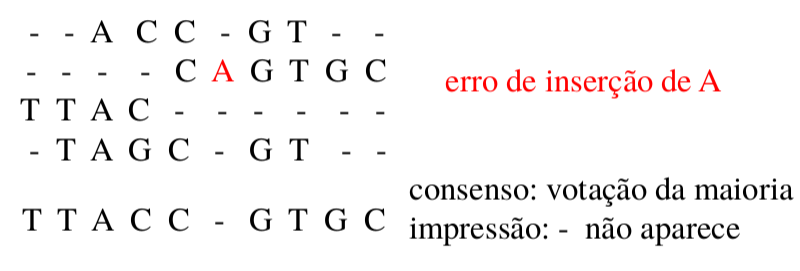 - - A C C - G T - -
- - - - C A G T G C
erro de inserção de A
T T A C - - - - - -
- T A G C - G T - -
T T A C C - G T G C
consenso: votação da maioria
impressão: - não aparece